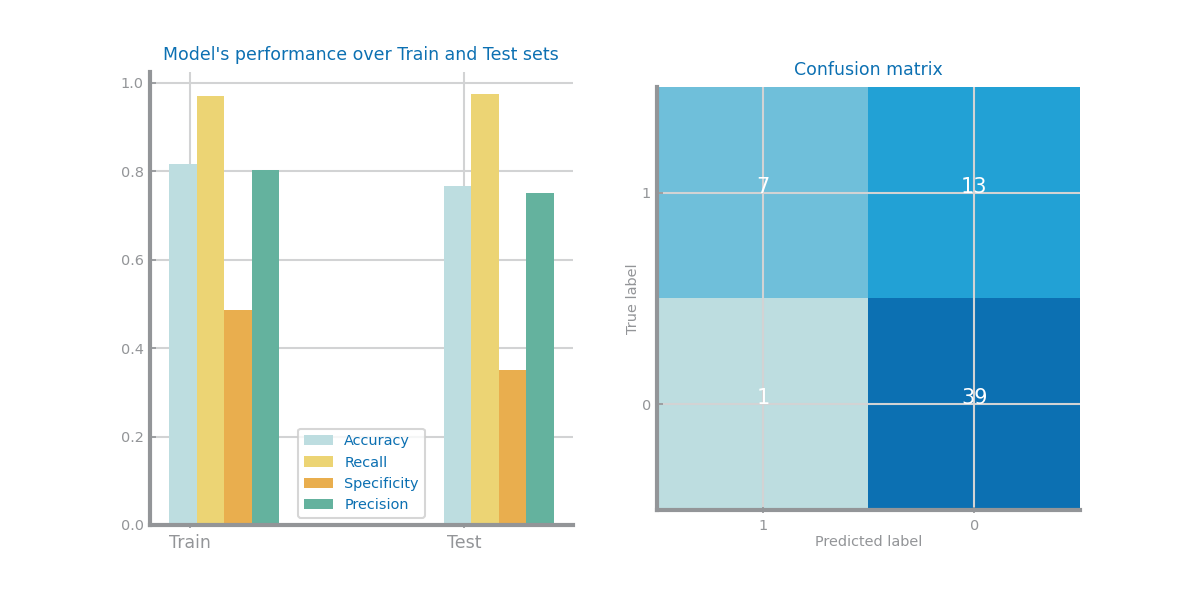 Model's performance over Train and Test sets
1.0
0.8
0.6
0.4
0.2
0.0
Train
Test
Accuracy
Recall
Specificity
Precision
Confusion matrix
True label
1
0
7
13
1
39
1
0
Predicted label